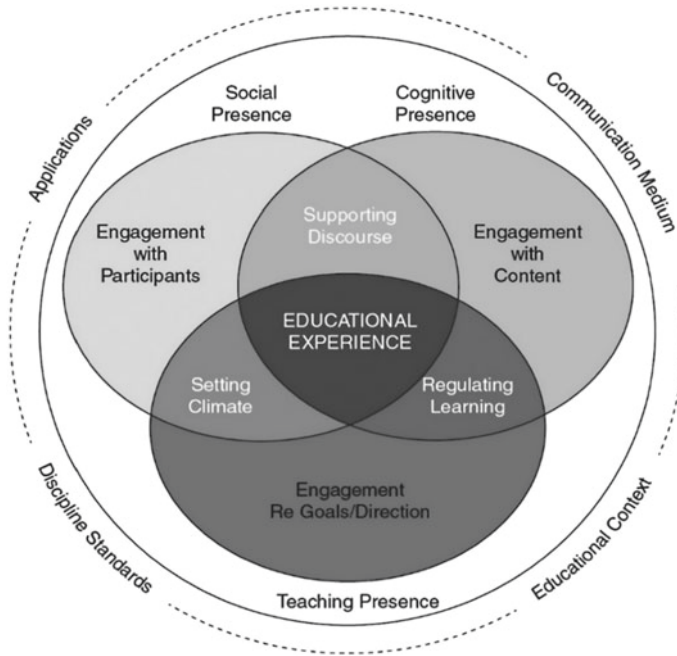 Social
Presence
Cognitive
Presence
Applications
Communication Medium
Engagement
with
Participants
Supporting
Discourse
Engagement
with
Content
EDUCATIONAL
EXPERIENCE
Setting
Climate
Regulating
Learning
Engagement
Re Goals/Direction
Discipline Standards
Educational Context
Teaching Presence